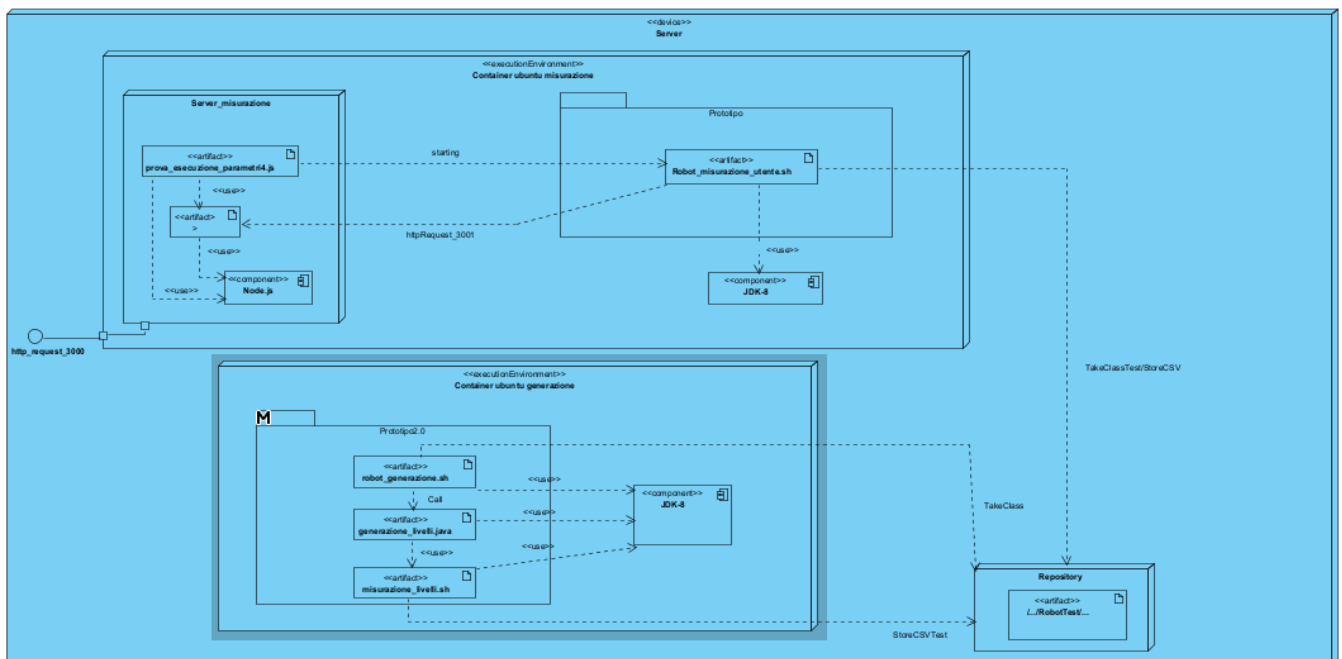 <<device>>
Server
<<executionEnvironment>>
Container ubuntu misurazione
Server_misurazione
Prototipo
<<artifact>>
prova_esecuzione_parametri4.js
starting
<<artifact>>
Robot_misurazione_utente.sh
<<use>>
<<artifact>
>
httpRequest_3001
<<use>>
<<use>>
<<component>>
Node.js
<<use>>
<<component>>
JDK-8
http_request_3000
TakeClassTest/StoreCSV
<<executionEnvironment>>
Container ubuntu generazione
M
Prototipo2.0
<<artifact>>
robot_generazione.sh
<<use>>
Call
<<component>>
JDK-8
TakeClass
<<artifact>>
generazione_livelli.java
<<use>>
<<use>>
<<use>>
<<artifact>>
misurazione_livelli.sh
StoreCSVTest
Repository
<<artifact>>
/.../RobotTest/...